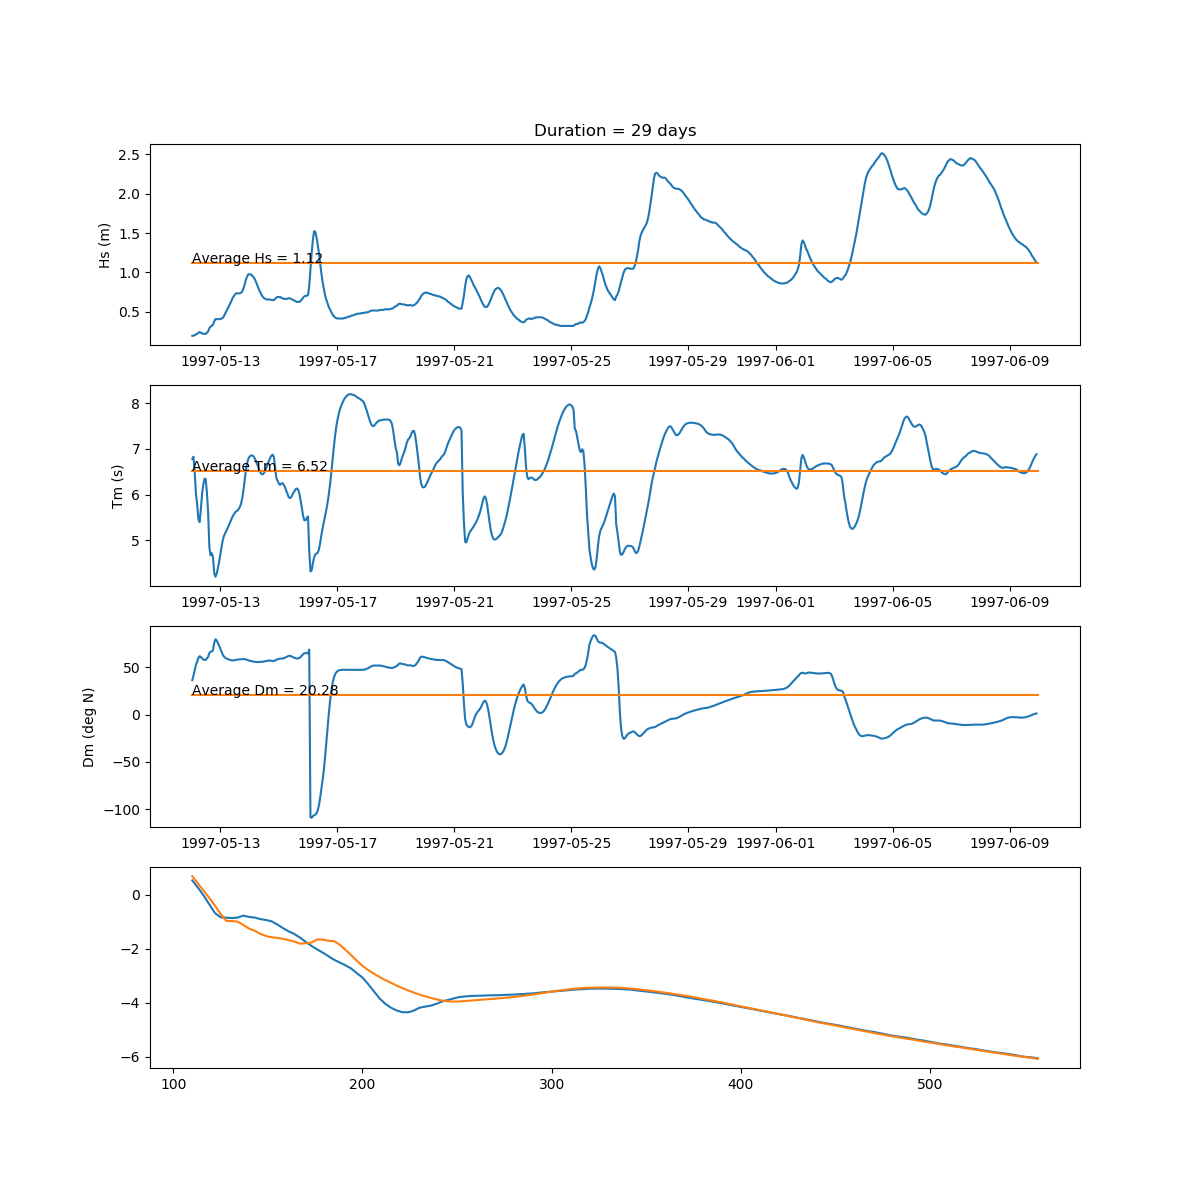 Duration = 29 days
2.5
2.0
1.5
1.0
0.5
Hs (m)
Average Hs = 1.12
1997-05-13 1997-05-17 1997-05-21 1997-05-25 1997-05-29 1997-06-01 1997-06-05 1997-06-09
8
7
6
5
Tm (s)
Average Tm = 6.52
1997-05-13 1997-05-17 1997-05-21 1997-05-25 1997-05-29 1997-06-01 1997-06-05 1997-06-09
50
0
−50
−100
Dm (deg N)
Average Dm = 20.28
1997-05-13 1997-05-17 1997-05-21 1997-05-25 1997-05-29 1997-06-01 1997-06-05 1997-06-09
0
−2
−4
−6
100 200 300 400 500